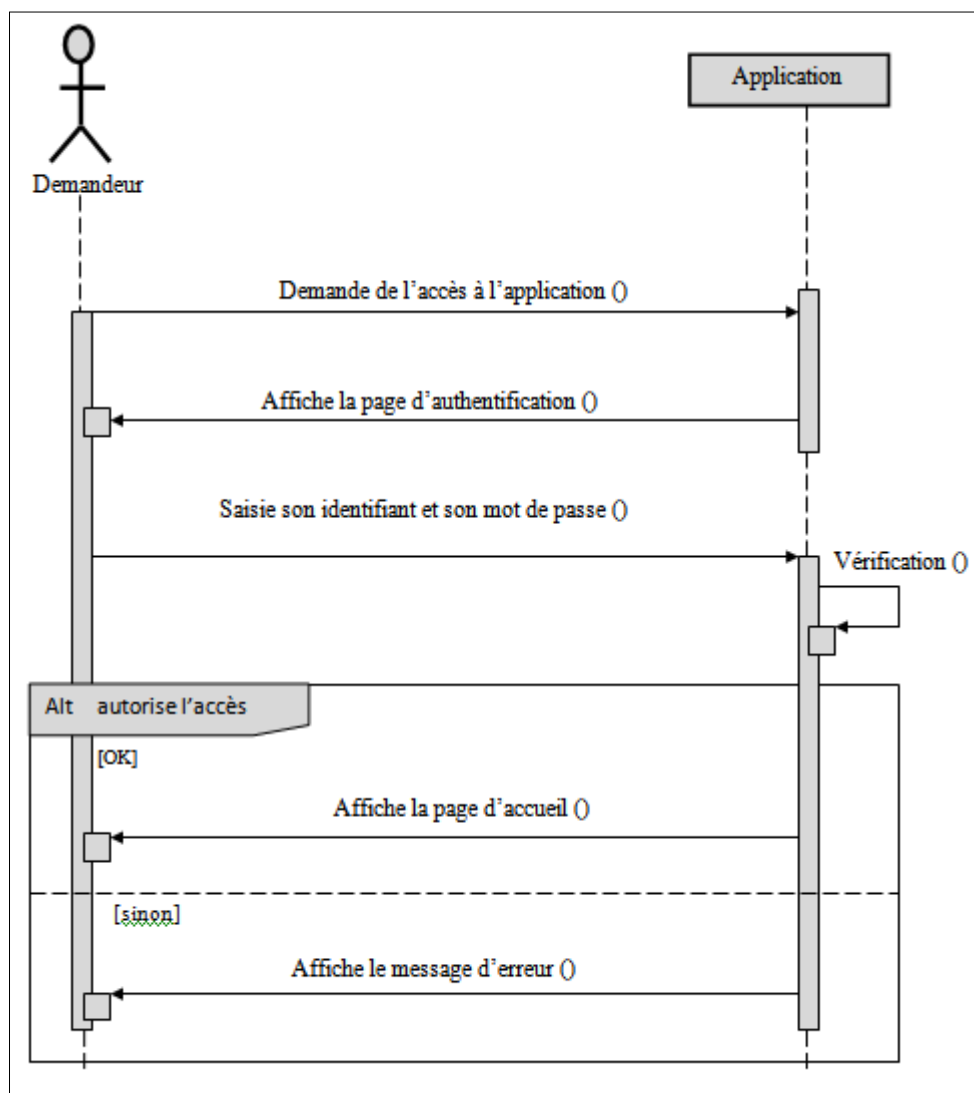 Application
Demandeur
Demande de l’accès à l’application ()
Affiche la page d’authentification ()
Saisie son identifiant et son mot de passe ()
Vérification ()
Alt autorise l’accès
[OK]
Affiche la page d’accueil ()
[sinon]
Affiche le message d’erreur ()